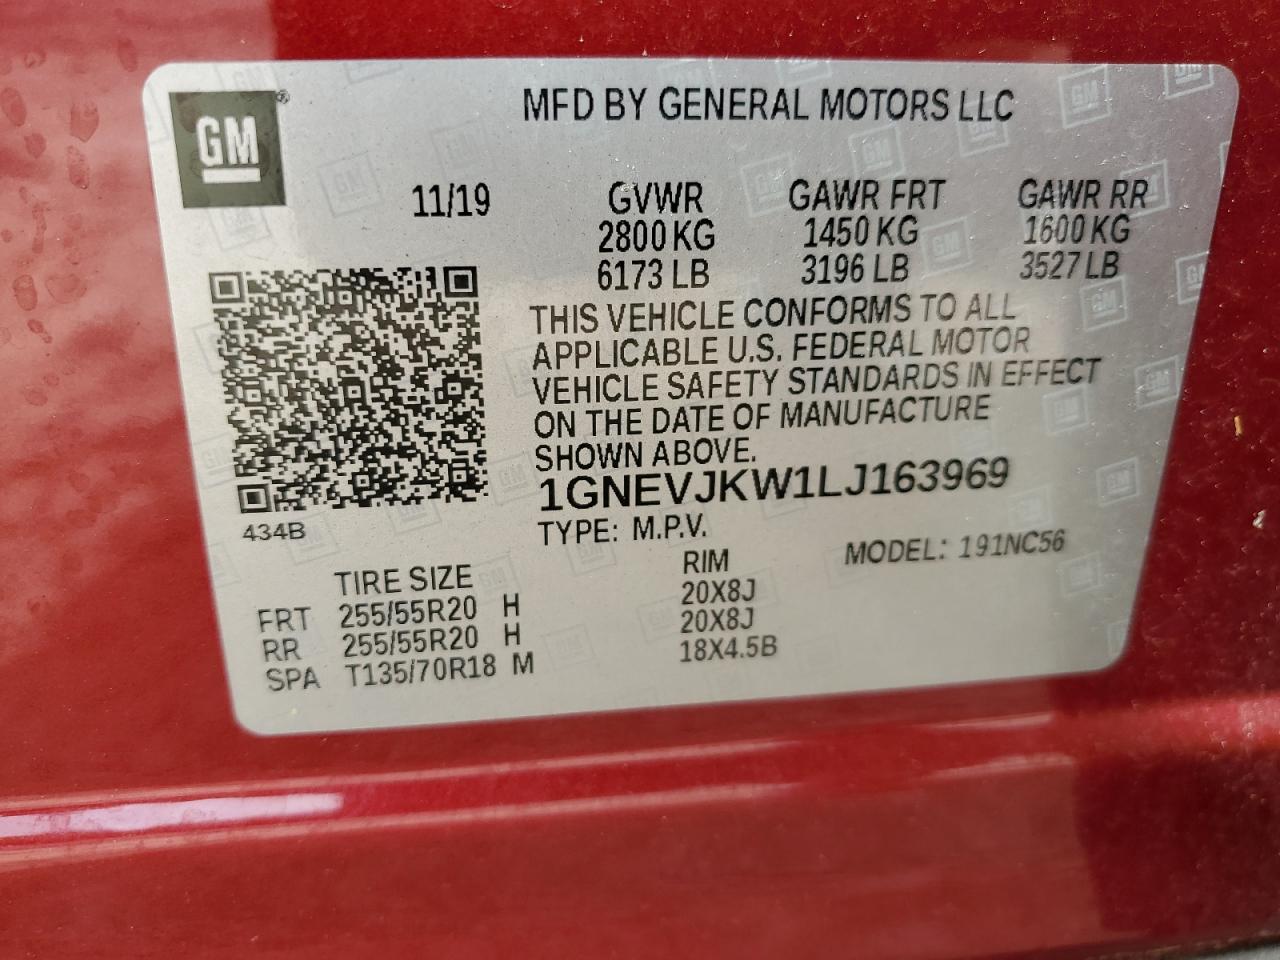 GM®
MFD BY GENERAL MOTORS LLC
11/19 GVWR GAWR FRT GAWR RR
2800 KG 1450 KG 1600 KG
6173 LB 3196 LB 3527 LB
THIS VEHICLE CONFORMS TO ALL
APPLICABLE U.S. FEDERAL MOTOR
VEHICLE SAFETY STANDARDS IN EFFECT
ON THE DATE OF MANUFACTURE
SHOWN ABOVE.
1GNEVJKW1LJ163969
434B
TYPE: M.P.V. MODEL: 191NC56
TIRE SIZE RIM
FRT 255/55R20 H 20X8J
RR 255/55R20 H 20X8J
SPA T135/70R18 M 18X4.5B